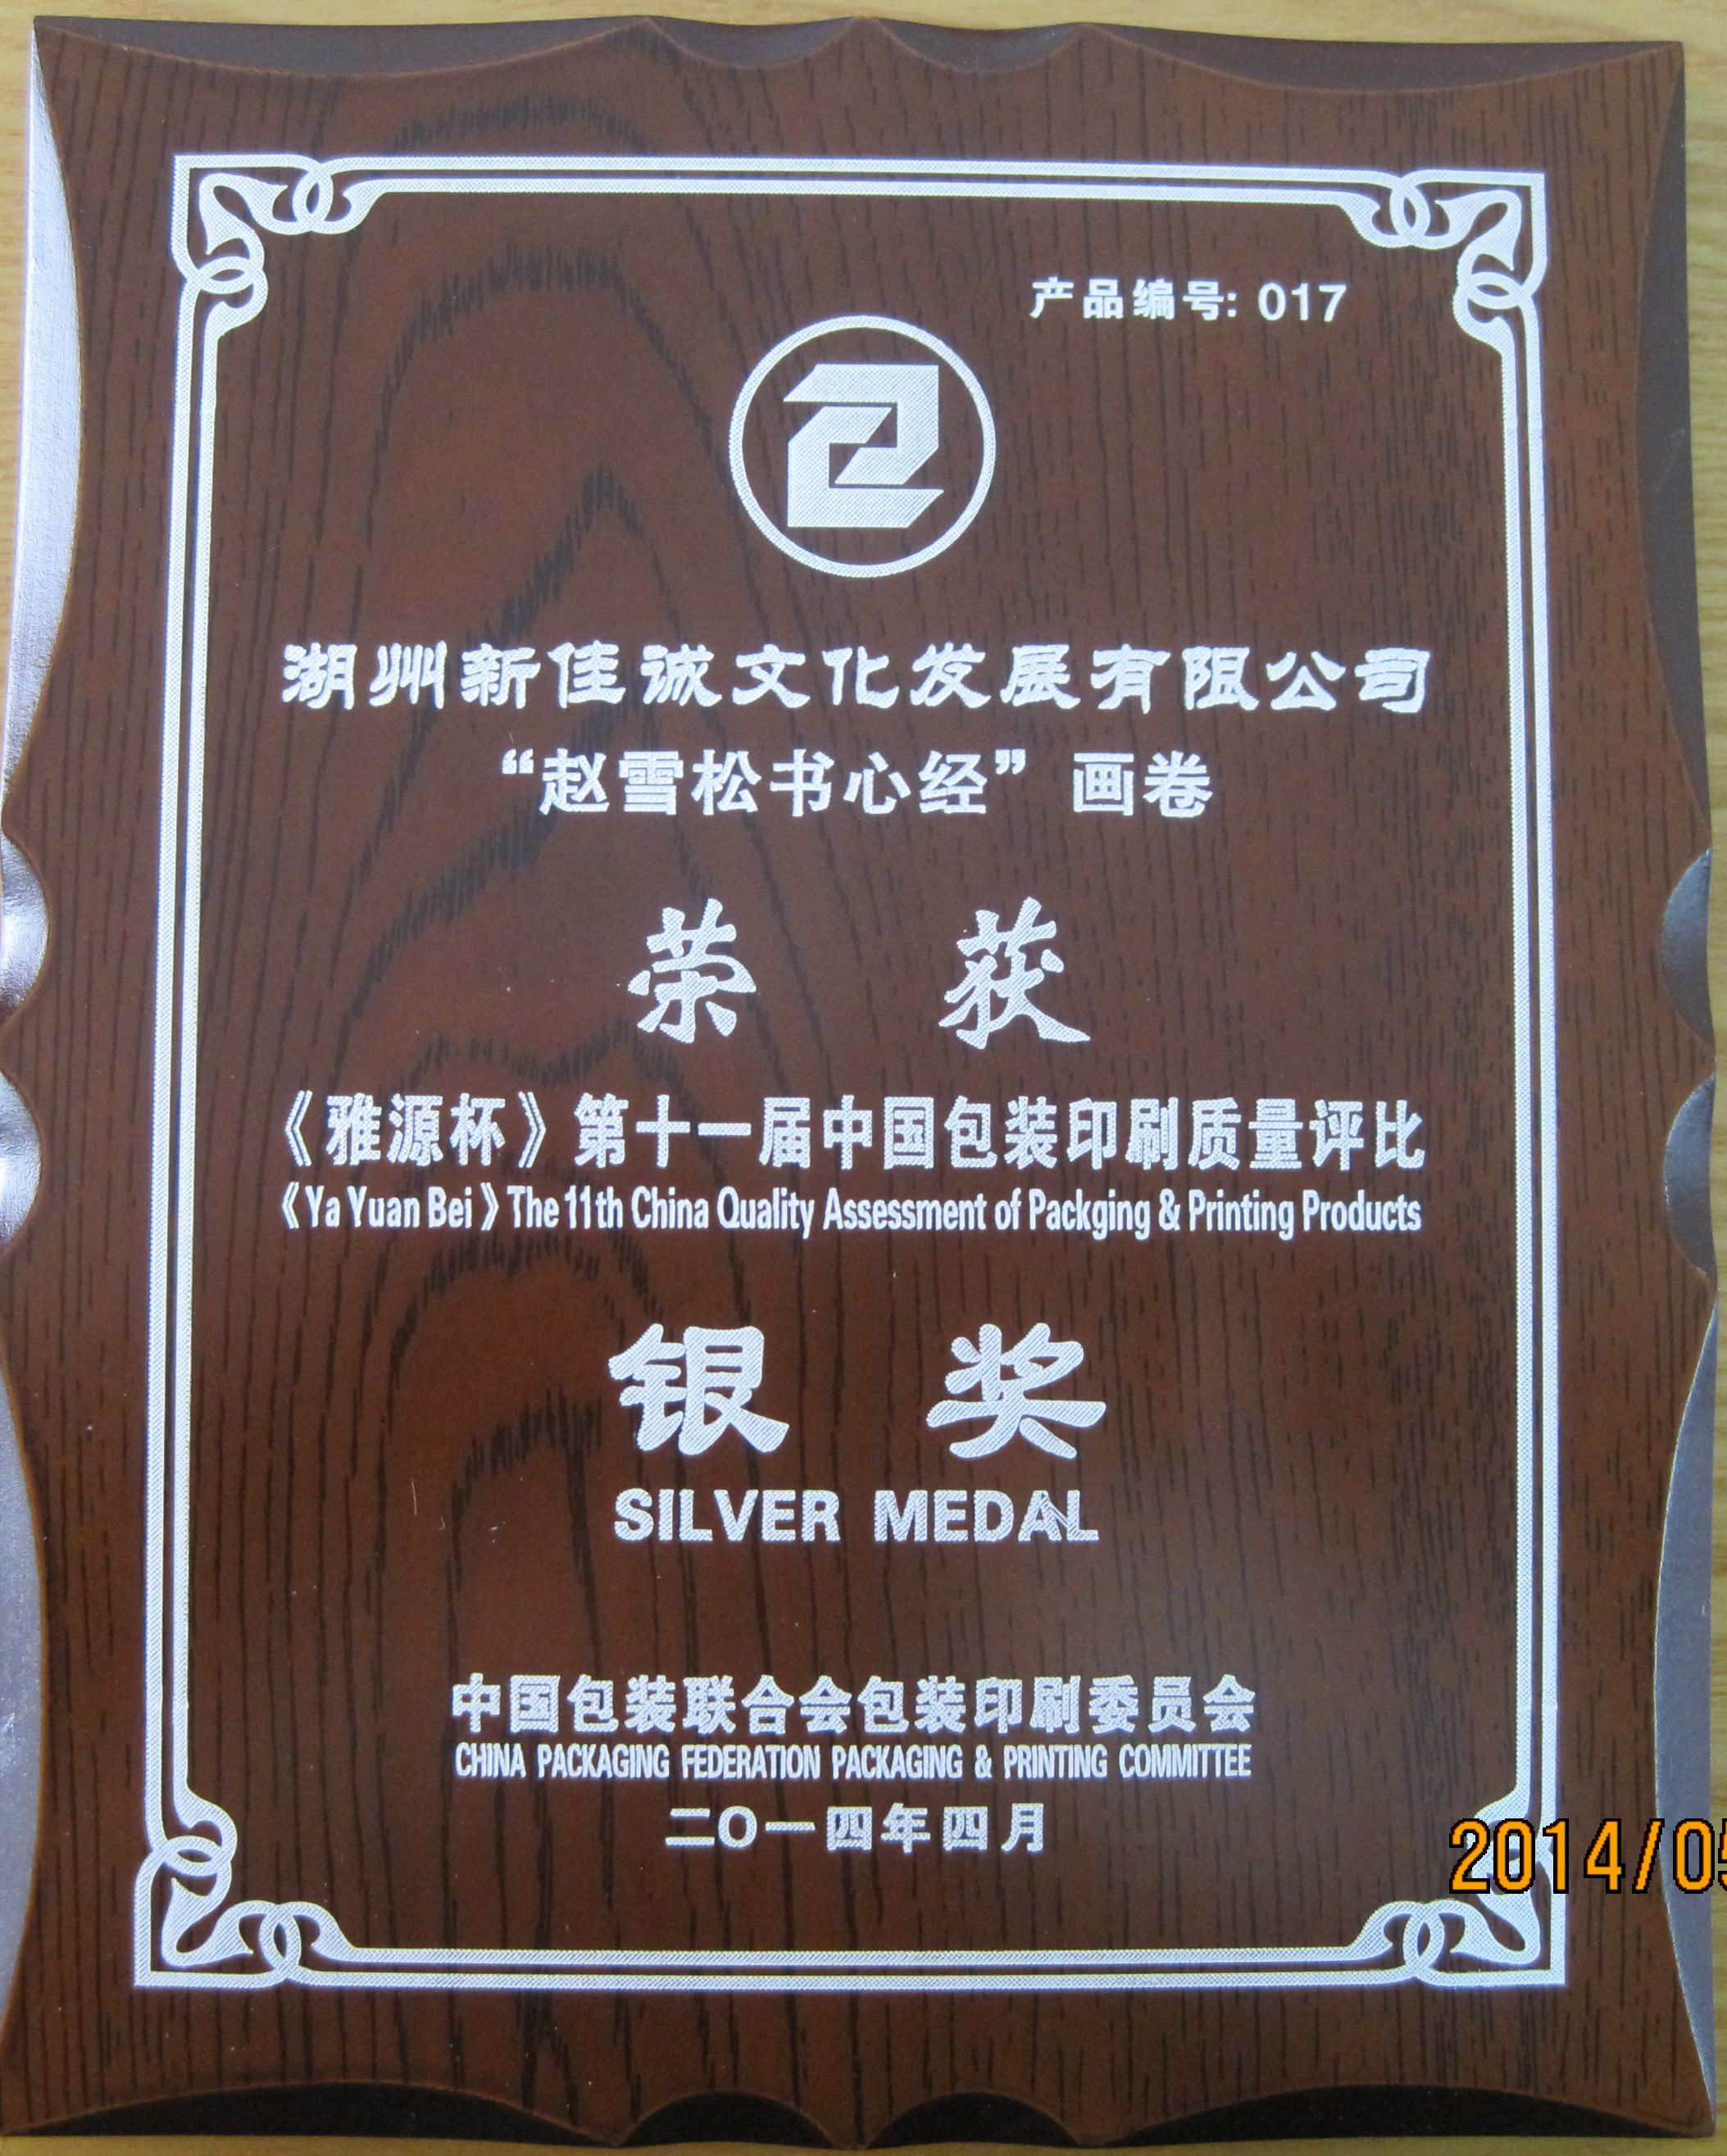 产品编号: 017
湖州新佳诚文化发展有限公司
“赵雪松书心经” 画卷
荣 获
《雅源杯》第十一届中国包装印刷质量评比
《Ya Yuan Bei》The 11th China Quality Assessment of Packging & Printing Products
银 奖
SILVER MEDAL
中国包装联合会包装印刷委员会
CHINA PACKAGING FEDERATION PACKAGING & PRINTING COMMITTEE
二〇一四年四月
2014/05